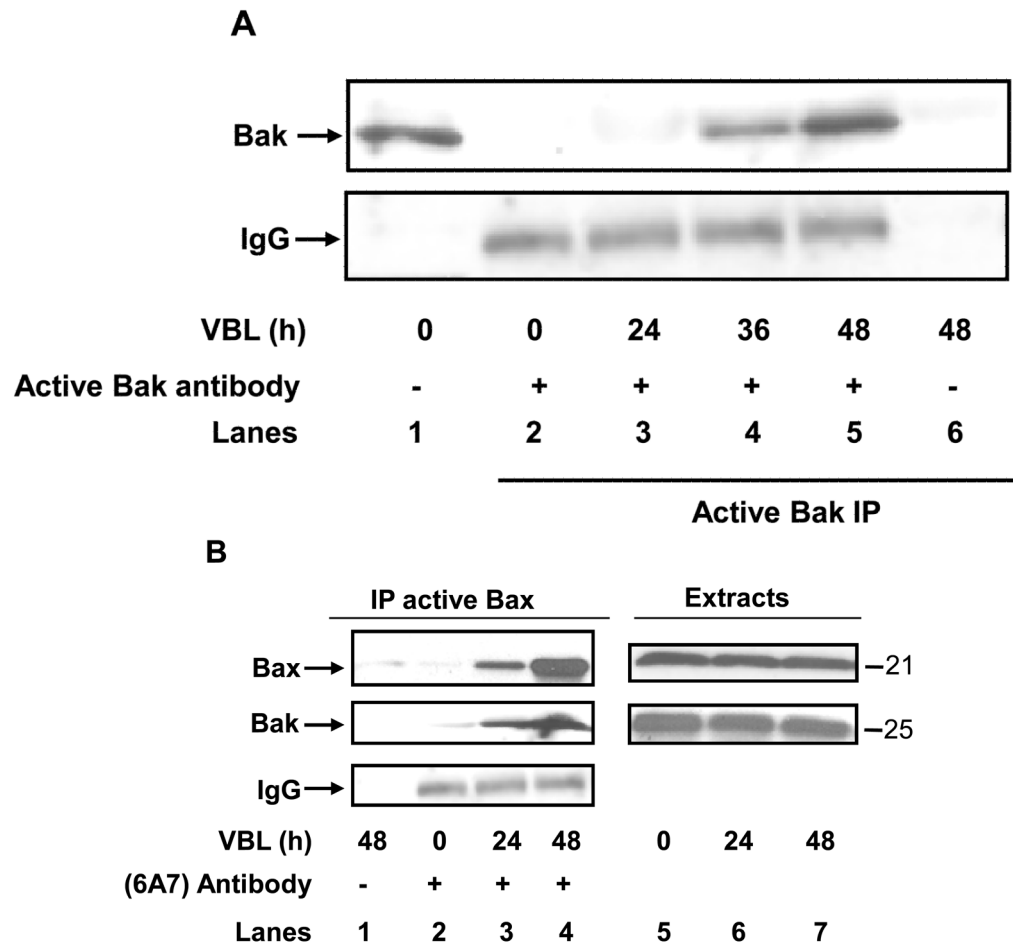 A
Bak
IgG
VBL (h) 0 0 24 36 48 48
Active Bak antibody - + + + + -
Lanes 1 2 3 4 5 6
Active Bak IP
B
IP active Bax Extracts
Bax –21
Bak –25
IgG
VBL (h) 48 0 24 48 0 24 48
(6A7) Antibody - + + +
Lanes 1 2 3 4 5 6 7